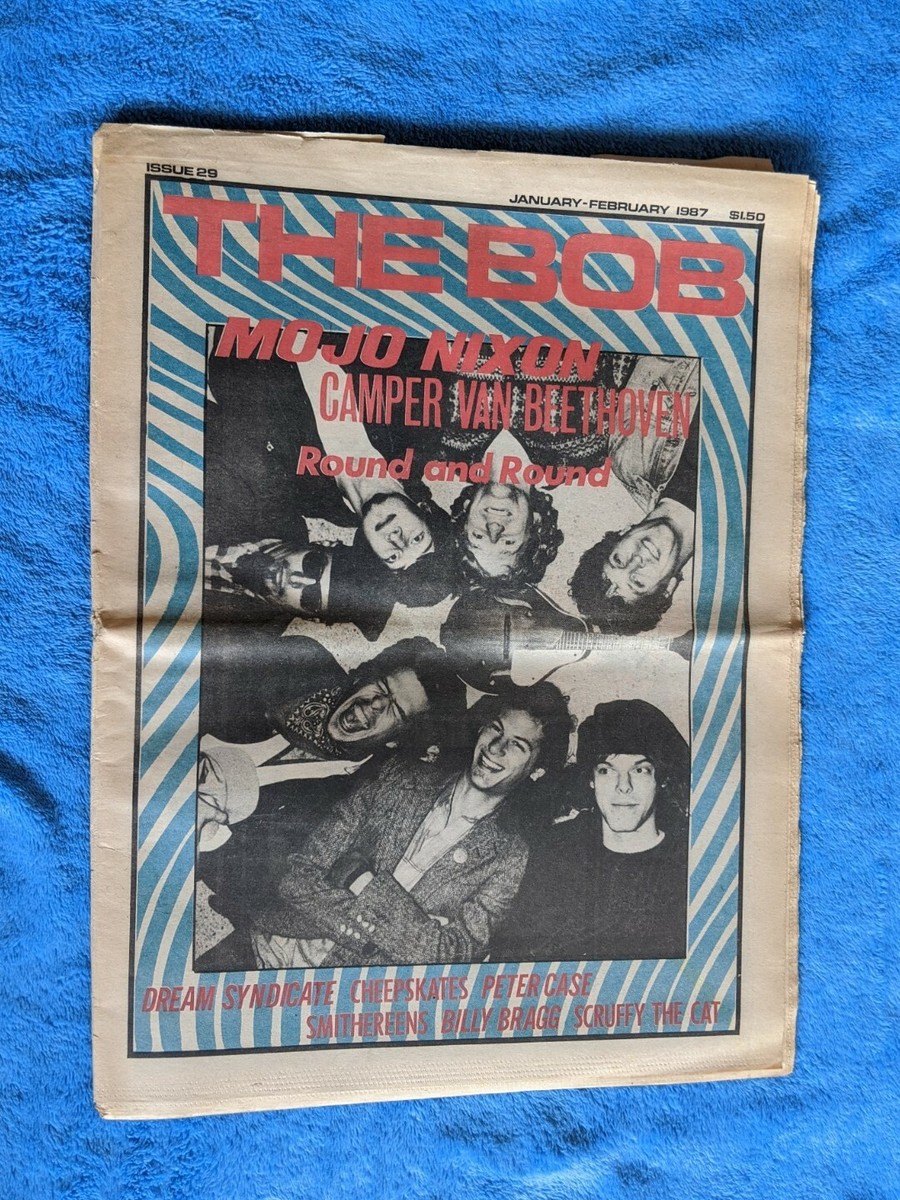 ISSUE 29
JANUARY-FEBRUARY 1987 $1.50
THE BOB
MOJO NIXON
CAMPER VAN BEETHOVEN
Round and Round
DREAM SYNDICATE CHEEPSKATES PETER CASE
SMITHEREENS BILLY BRAGG SCRUFFY THE CAT